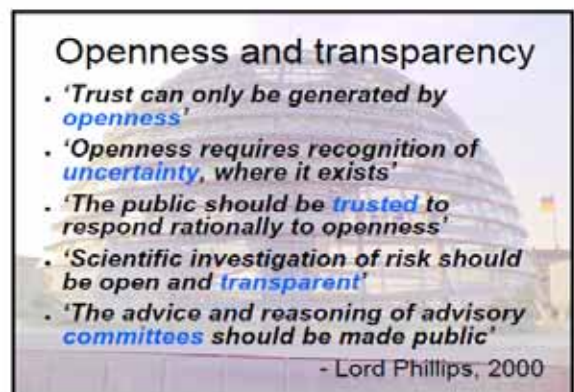 Openness and transparency
. ‘Trust can only be generated by
openness’
. ‘Openness requires recognition of
uncertainty, where it exists’
. ‘The public should be trusted to
respond rationally to openness’
. ‘Scientific investigation of risk should
be open and transparent’
. ‘The advice and reasoning of advisory
committees should be made public’
- Lord Phillips, 2000